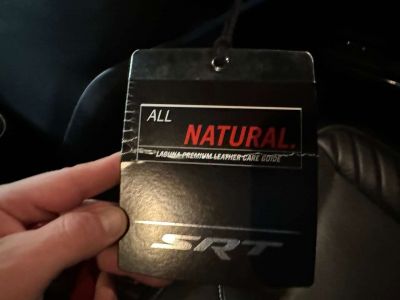 ALL
NATURAL.
LAGUNA PREMIUM LEATHER CARE GUIDE
SRT